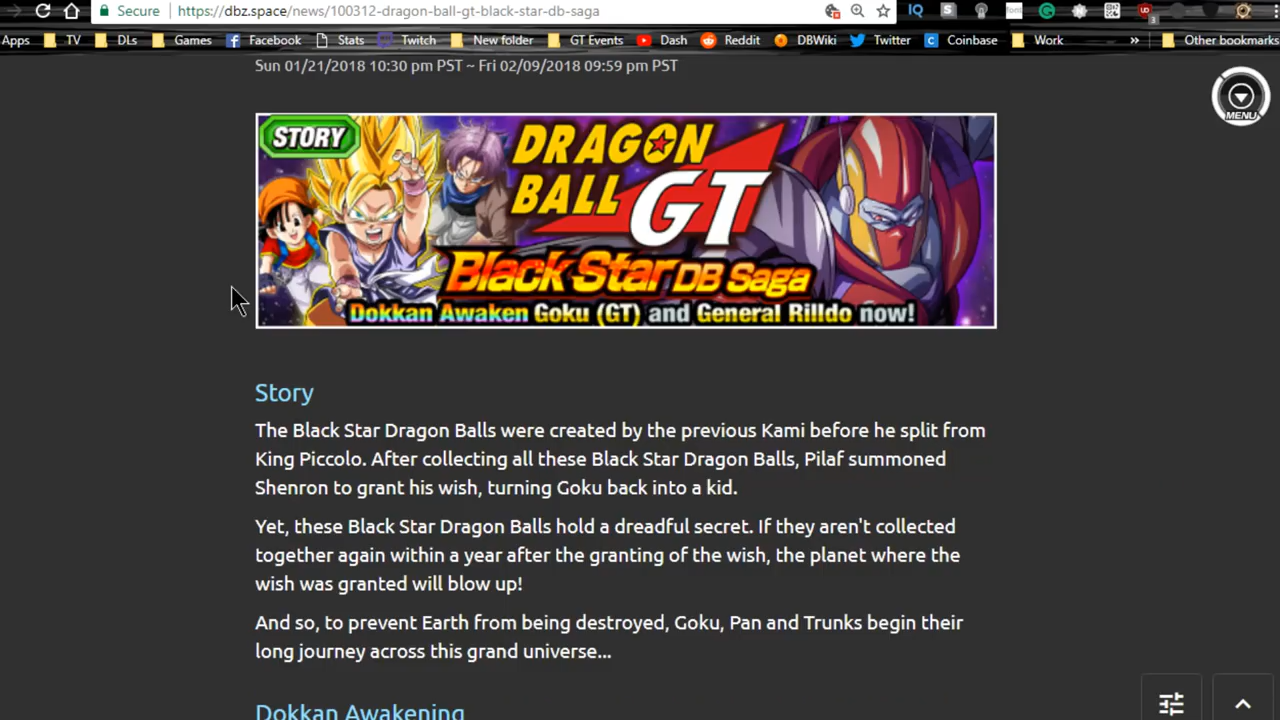 Secure https://dbz.space/news/100312-dragon-ball-gt-black-star-db-saga
Apps TV DLs Games Facebook Stats Twitch New folder GT Events Dash Reddit DBWiki Twitter Coinbase Work » Other bookmarks
Sun 01/21/2018 10:30 pm PST ~ Fri 02/09/2018 09:59 pm PST
MENU
STORY
DRAGON
BALL GT
Black Star DB Saga
Dokkan Awaken Goku (GT) and General Rilldo now!
Story
The Black Star Dragon Balls were created by the previous Kami before he split from
King Piccolo. After collecting all these Black Star Dragon Balls, Pilaf summoned
Shenron to grant his wish, turning Goku back into a kid.
Yet, these Black Star Dragon Balls hold a dreadful secret. If they aren't collected
together again within a year after the granting of the wish, the planet where the
wish was granted will blow up!
And so, to prevent Earth from being destroyed, Goku, Pan and Trunks begin their
long journey across this grand universe...
Dokkan Awakening